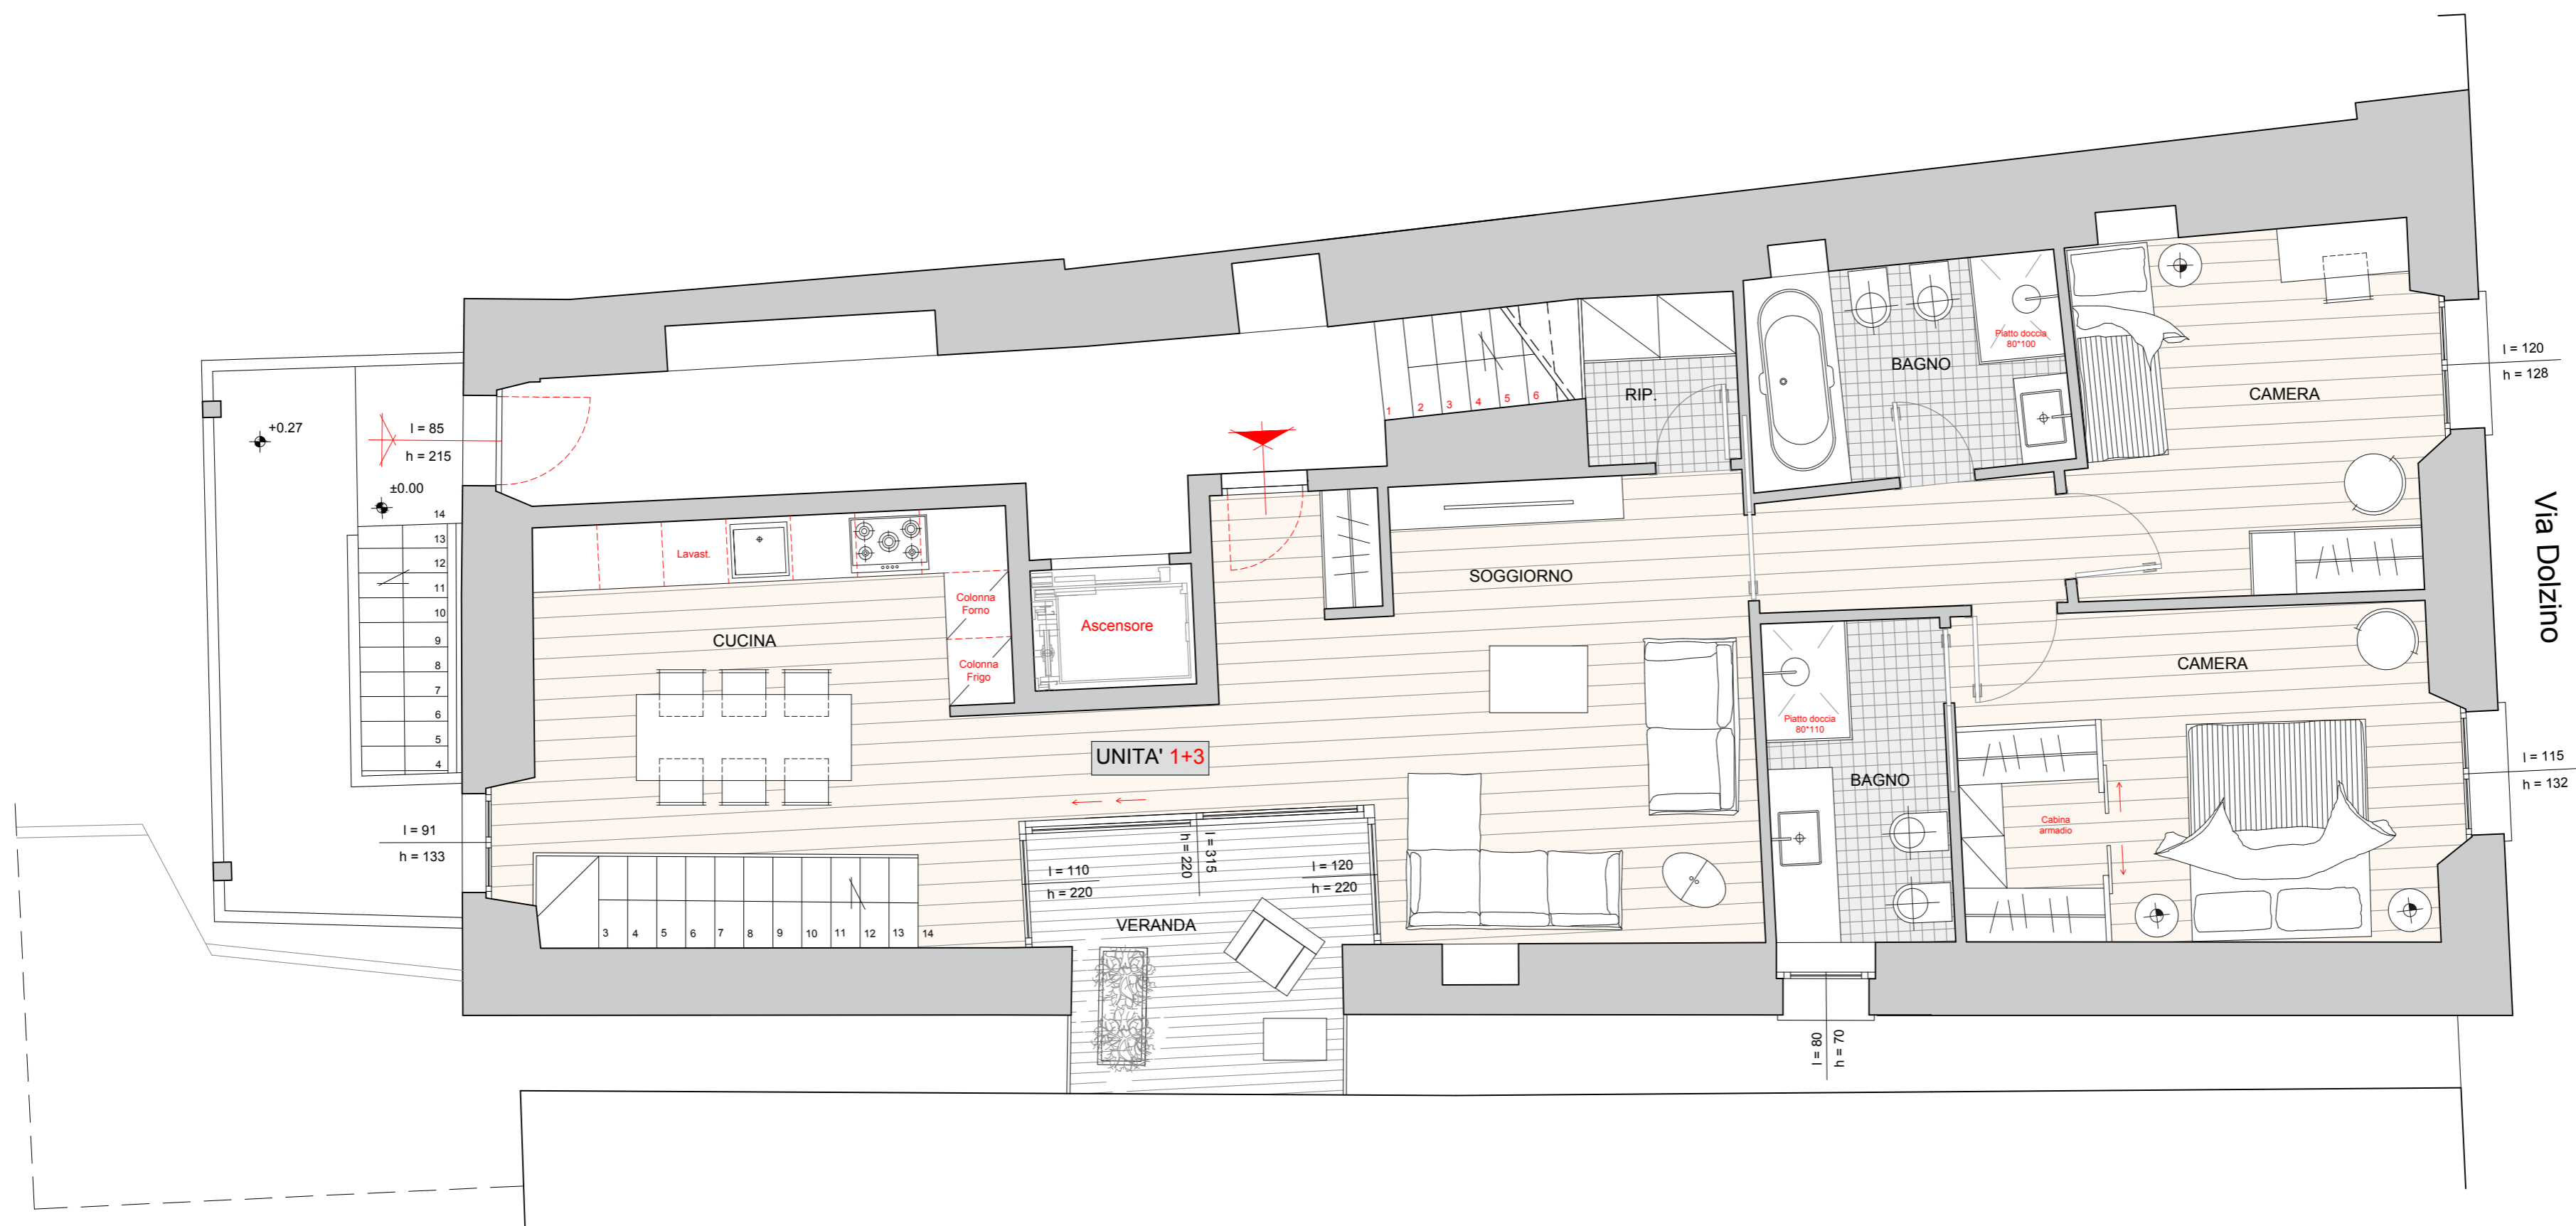 +0.27
l = 85
h = 215
±0.00
14
13
12
11
10
9
8
7
6
5
4
l = 91
h = 133
Lavast.
Colonna
Forno
Colonna
Frigo
CUCINA
Ascensore
UNITA' 1+3
3
4
5
6
7
8
9
10
11
12
13
14
l = 110
h = 220
l = 315
h = 220
l = 120
h = 220
VERANDA
1
2
3
4
5
6
RIP.
SOGGIORNO
BAGNO
Piatto doccia
80*100
CAMERA
l = 120
h = 128
Via Dolzino
CAMERA
Piatto doccia
80*110
BAGNO
Cabina
armadio
l = 115
h = 132
l = 80
h = 70